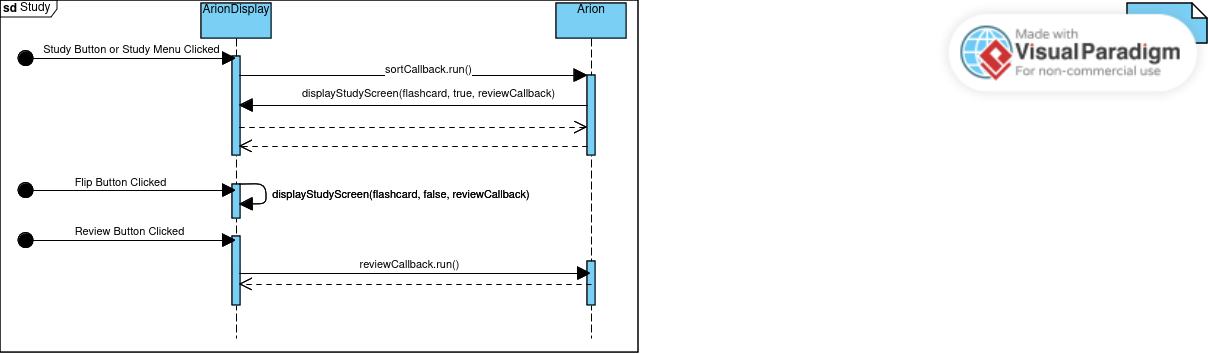 sd Study
ArionDisplay
Arion
Made with
Visual Paradigm
For non-commercial use
Study Button or Study Menu Clicked
sortCallback.run()
displayStudyScreen(flashcard, true, reviewCallback)
Flip Button Clicked
displayStudyScreen(flashcard, false, reviewCallback)
Review Button Clicked
reviewCallback.run()